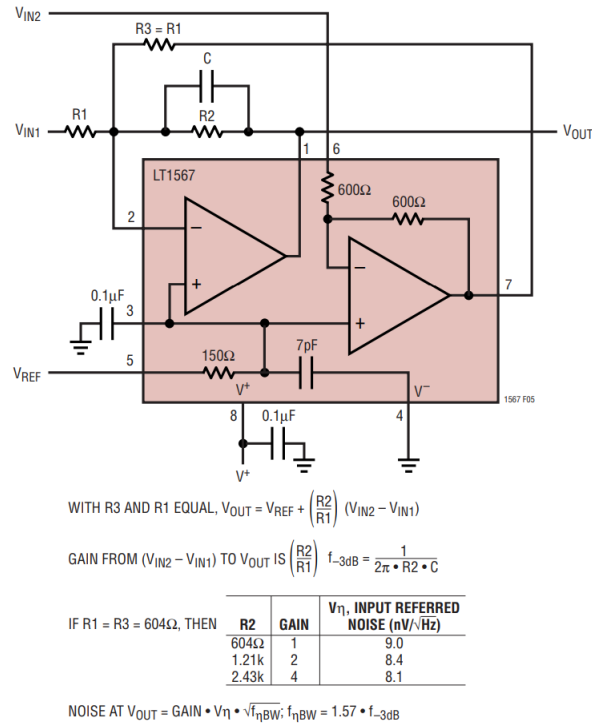 VIN2
R3 = R1
C
R1
R2
VIN1
VOUT
1
6
LT1567
600Ω
600Ω
2
–
–
7
+
+
0.1µF
3
7pF
150Ω
5
VREF
V+
V–
1567 F05
8
0.1µF
4
V+
WITH R3 AND R1 EQUAL, VOUT = VREF + (R2/R1) (VIN2 – VIN1)
GAIN FROM (VIN2 – VIN1) TO VOUT IS (R2/R1) f–3dB = 1/(2π • R2 • C)
Vη, INPUT REFERRED
IF R1 = R3 = 604Ω, THEN R2 GAIN NOISE (nV/√Hz)
604Ω 1 9.0
1.21k 2 8.4
2.43k 4 8.1
NOISE AT VOUT = GAIN • Vη • √fηBW; fηBW = 1.57 • f–3dB